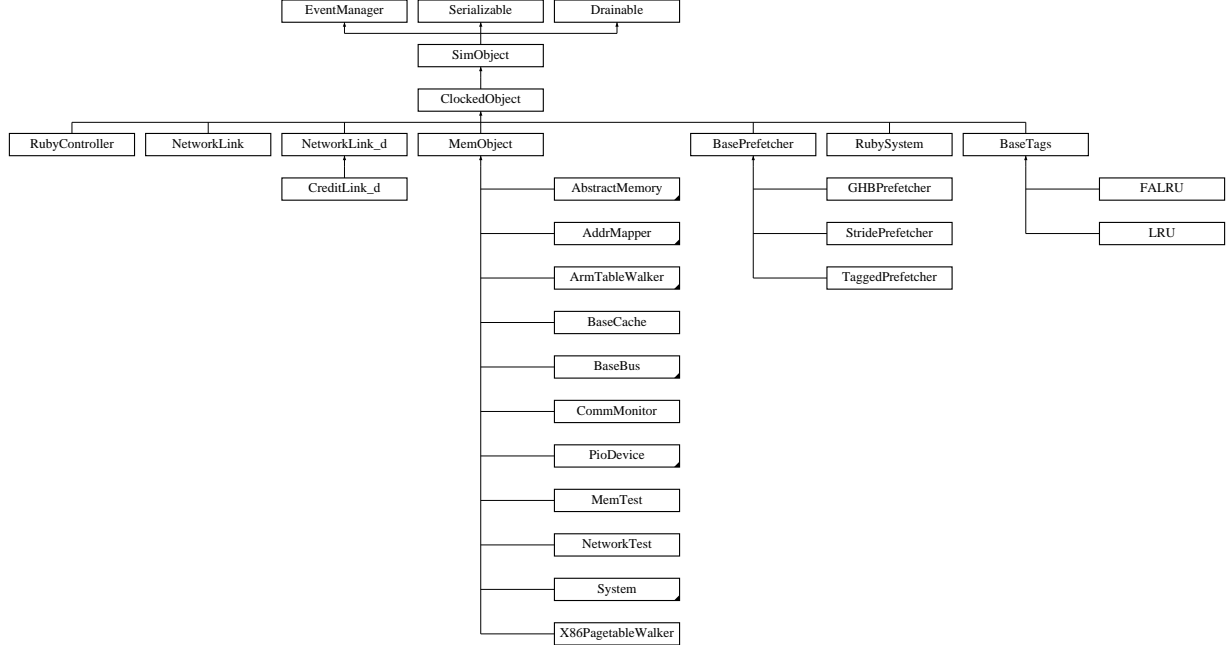 EventManager Serializable Drainable
SimObject
ClockedObject
RubyController NetworkLink NetworkLink_d MemObject BasePrefetcher RubySystem BaseTags
CreditLink_d AbstractMemory GHBPrefetcher FALRU
AddrMapper StridePrefetcher LRU
ArmTableWalker TaggedPrefetcher
BaseCache
BaseBus
CommMonitor
PioDevice
MemTest
NetworkTest
System
X86PagetableWalker